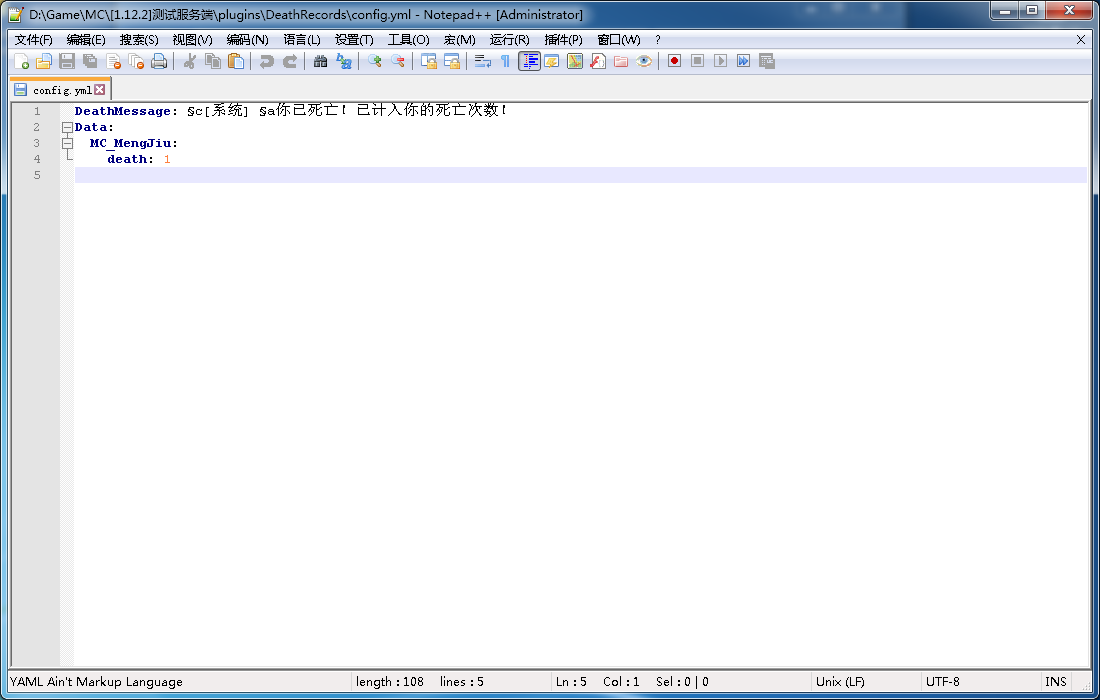 D:\Game\MC\[1.12.2]测试服务端\plugins\DeathRecords\config.yml - Notepad++ [Administrator]
文件(F) 编辑(E) 搜索(S) 视图(V) 编码(N) 语言(L) 设置(T) 工具(O) 宏(M) 运行(R) 插件(P) 窗口(W) ? X
config.yml
1 DeathMessage: §c[系统] §a你已死亡! 已计入你的死亡次数!
2 Data:
3 MC_MengJiu:
4 death: 1
5
YAML Ain't Markup Language length : 108 lines : 5 Ln : 5 Col : 1 Sel : 0 | 0 Unix (LF) UTF-8 INS